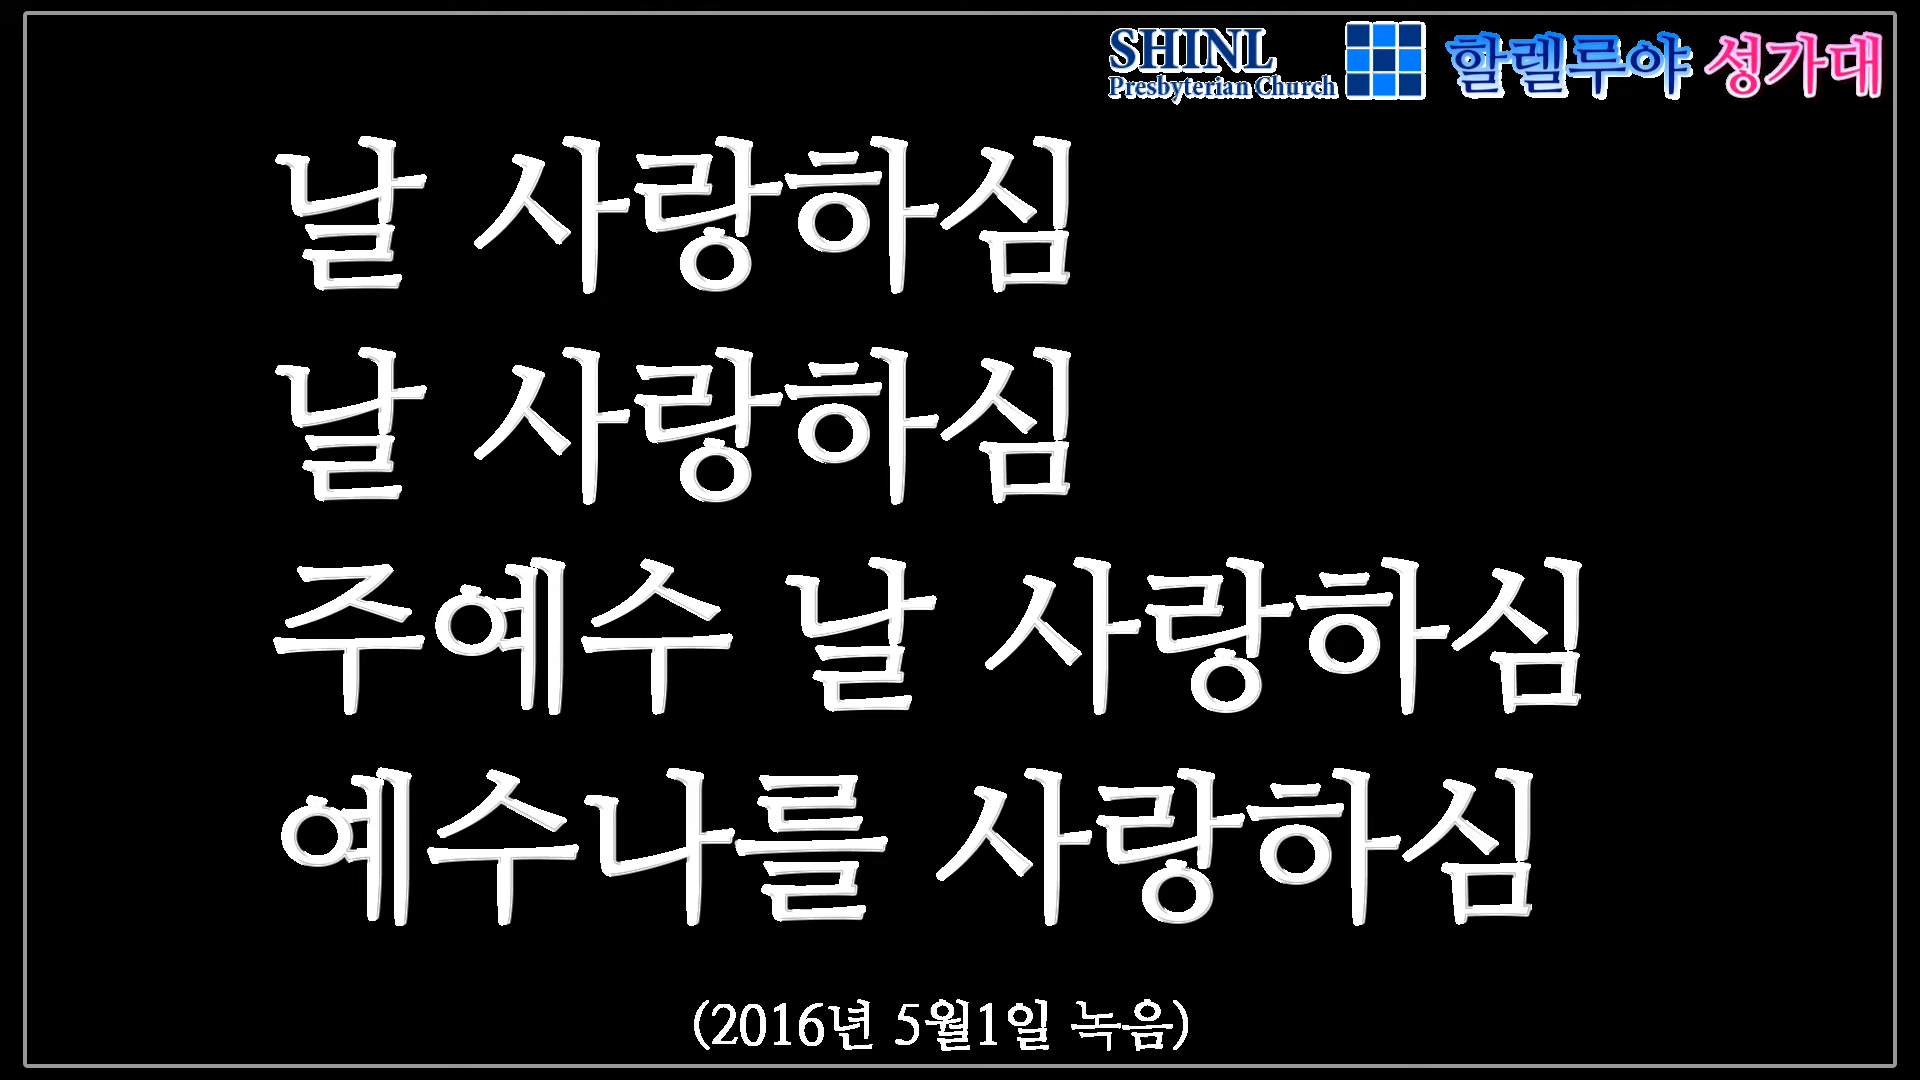 SHINL
Presbyterian Church
할렐루야 성가대
날 사랑하심
날 사랑하심
주예수 날 사랑하심
예수나를 사랑하심
(2016년 5월1일 녹음)